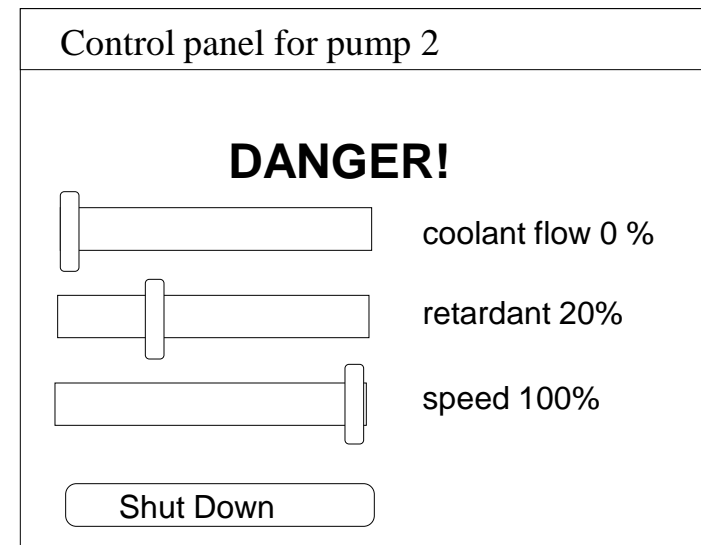 Control panel for pump 2
DANGER!
coolant flow 0 %
retardant 20%
speed 100%
Shut Down